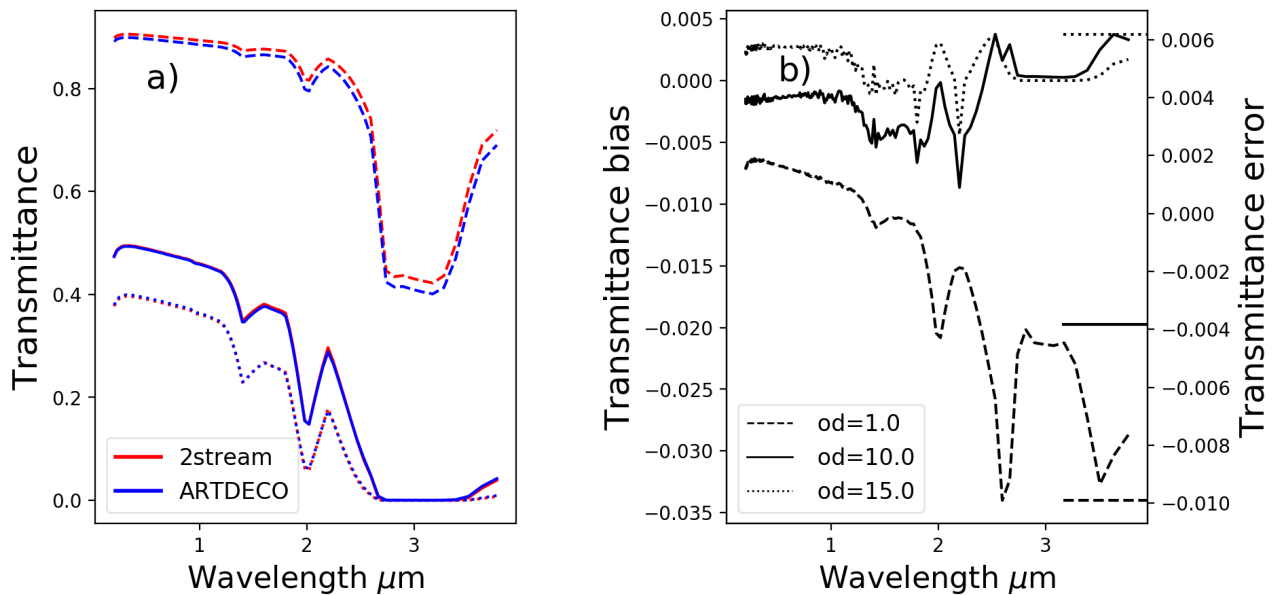 a)
0.8
0.6
0.4
0.2
0.0
Transmittance
2stream
ARTDECO
1
2
3
Wavelength μm
b)
0.005
0.000
−0.005
−0.010
−0.015
−0.020
−0.025
−0.030
−0.035
Transmittance bias
od=1.0
od=10.0
od=15.0
1
2
3
Wavelength μm
0.006
0.004
0.002
0.000
−0.002
−0.004
−0.006
−0.008
−0.010
Transmittance error